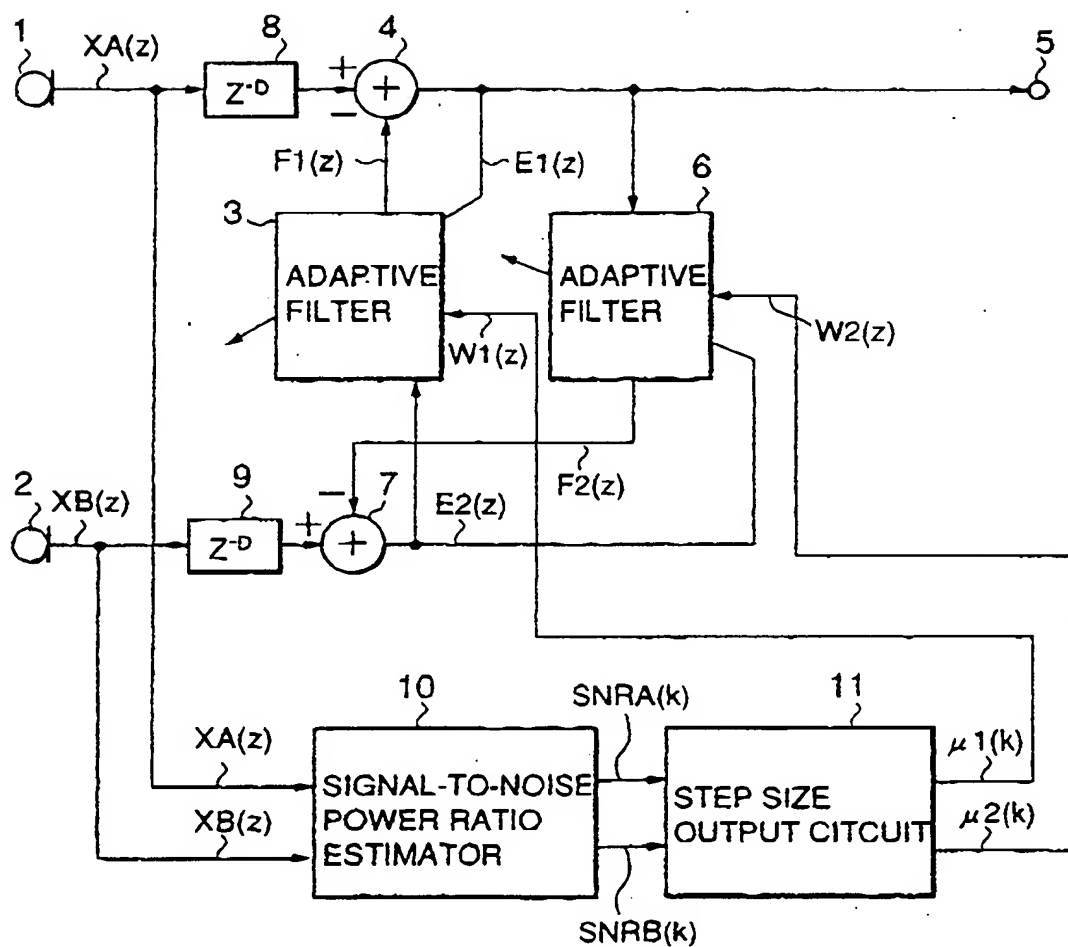 1
XA(z)
8
Z-D
+
−
4
+
5
F1(z)
E1(z)
3
6
ADAPTIVE
FILTER
ADAPTIVE
FILTER
W1(z)
W2(z)
2
XB(z)
9
Z-D
+
−
7
+
F2(z)
E2(z)
10
SNRA(k)
11
XA(z)
XB(z)
SIGNAL-TO-NOISE
POWER RATIO
ESTIMATOR
STEP SIZE
OUTPUT CITCUIT
μ1(k)
μ2(k)
SNRB(k)